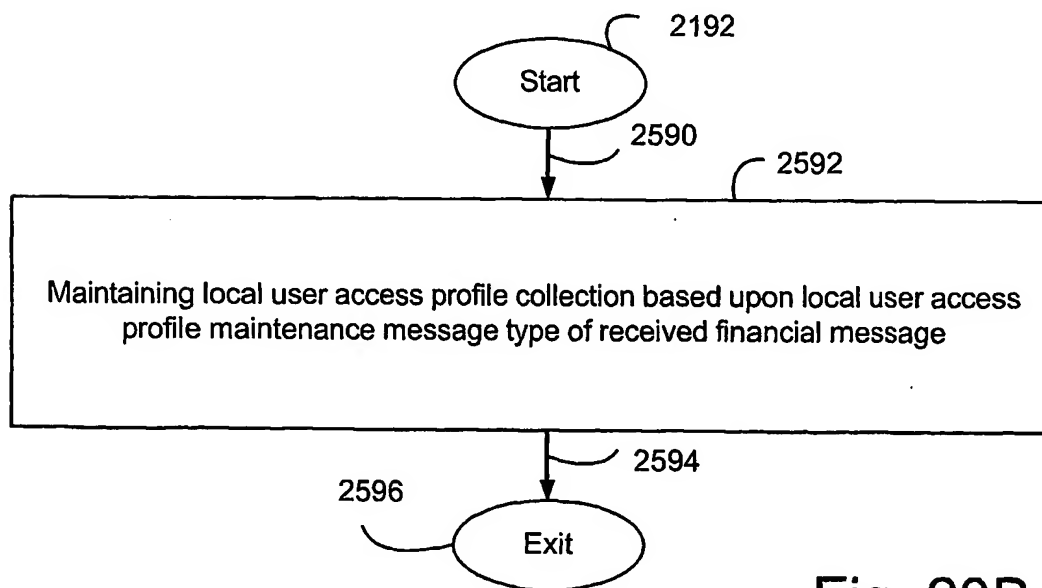 2192
Start
2590
2592
Maintaining local user access profile collection based upon local user access
profile maintenance message type of received financial message
2594
2596
Exit